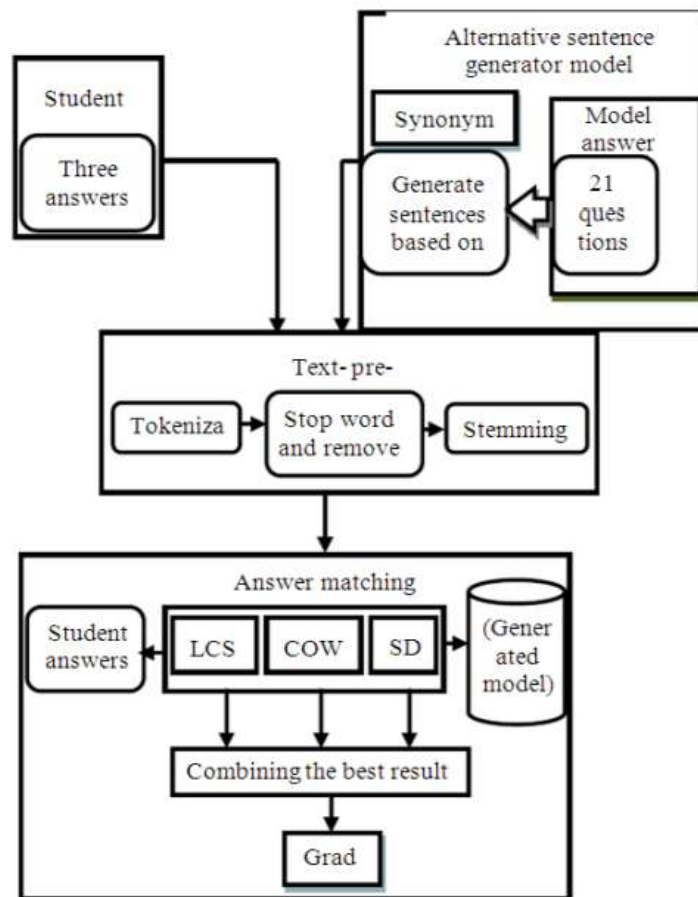 Student
Three
answers
Alternative sentence
generator model
Synonym
Generate
sentences
based on
Model
answer
21
ques
tions
Text- pre-
Tokeniza
Stop word
and remove
Stemming
Answer matching
Student
answers
LCS
COW
SD
(Gener
ated
model)
Combining the best result
Grad